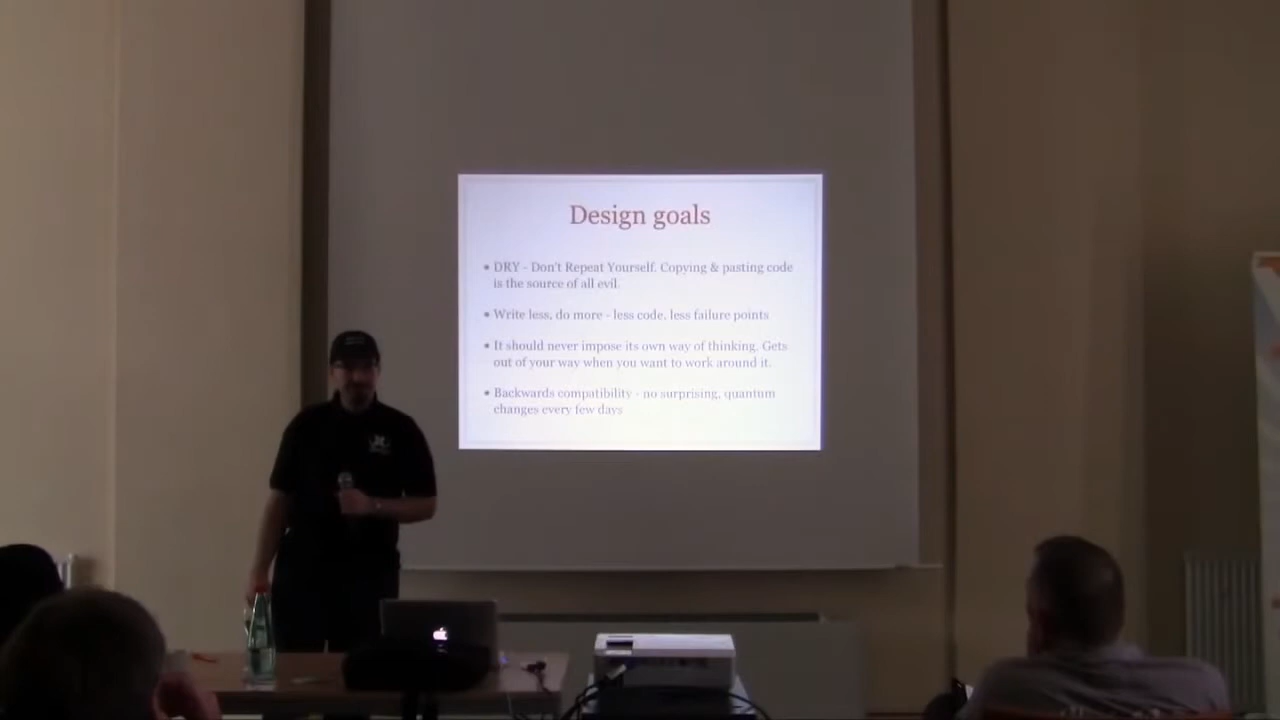 Design goals
• DRY - Don't Repeat Yourself. Copying & pasting code
is the source of all evil.
• Write less, do more - less code, less failure points
• It should never impose its own way of thinking. Gets
out of your way when you want to work around it.
• Backwards compatibility - no surprising, quantum
changes every few days